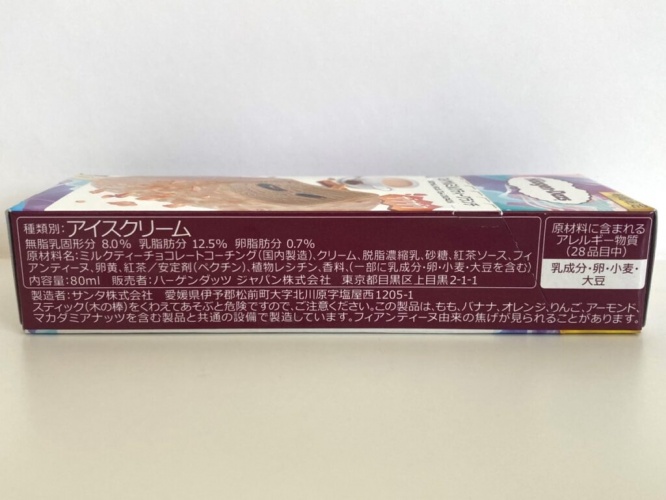 Häagen-Dazs
種類別：アイスクリーム
無脂乳固形分 8.0% 乳脂肪分 12.5% 卵脂肪分 0.7%
原材料名：ミルクティーチョコレートコーチング(国内製造)、クリーム、脱脂濃縮乳、砂糖、紅茶ソース、フィ
アンティーヌ、卵黄、紅茶／安定剤(ペクチン)、植物レシチン、香料、(一部に乳成分・卵・小麦・大豆を含む)
内容量：80ml 販売者：ハーゲンダッツ ジャパン株式会社 東京都目黒区上目黒2-1-1
製造者：サンタ株式会社 愛媛県伊予郡松前町大字北川原字塩屋西1205-1
スティック(木の棒)をくわえてあそぶと危険ですので、ご注意ください。この製品は、もも、バナナ、オレンジ、りんご、アーモンド、
マカダミアナッツを含む製品と共通の設備で製造しています。フィアンティーヌ由来の焦げが見られることがあります。
原材料に含まれる
アレルギー物質
(28品目中)
乳成分・卵・小麦・
大豆